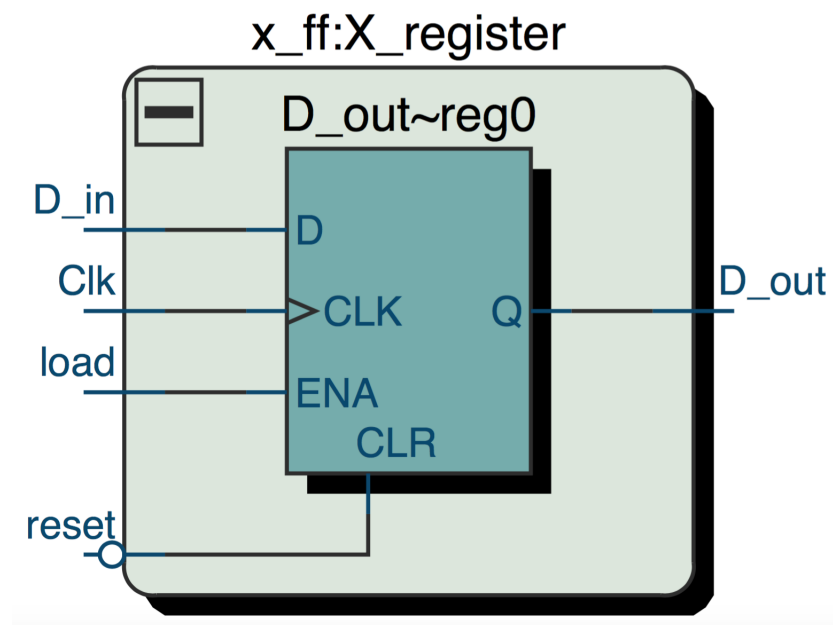 x_ff:X_register
D_out~reg0
D_in
D
Clk
CLK
Q
D_out
load
ENA
CLR
reset